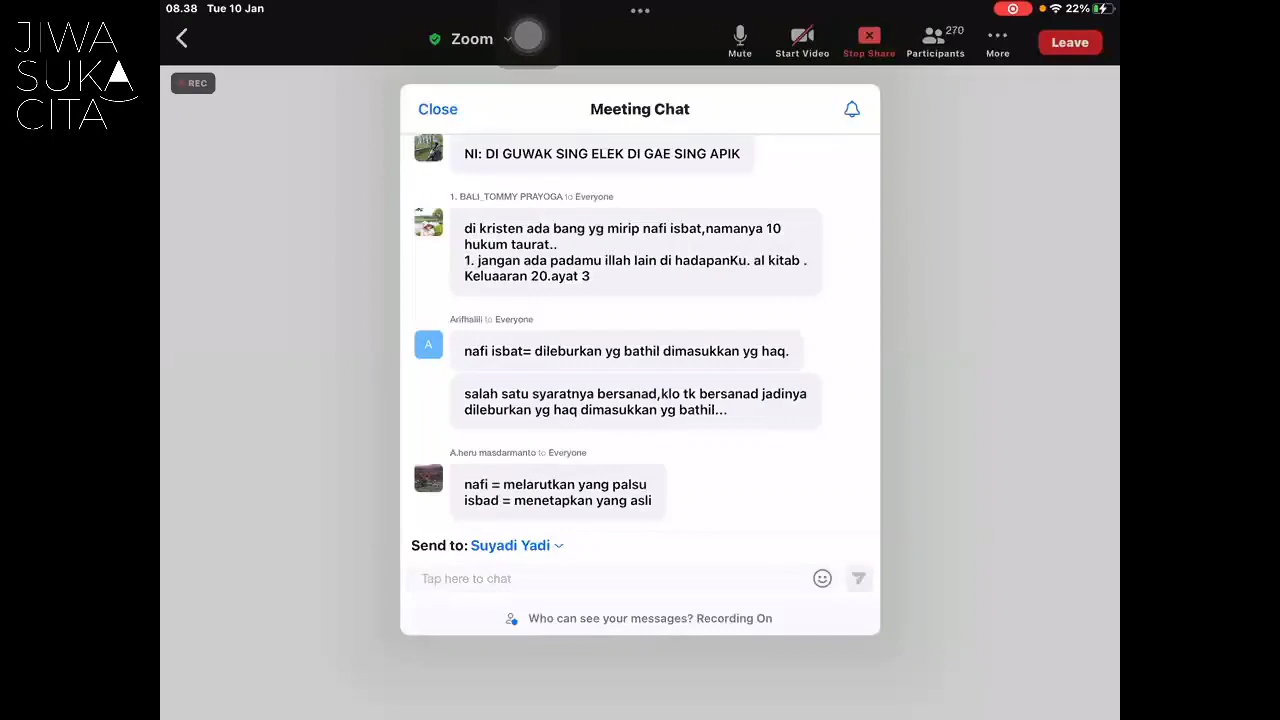 JIWA
SUKA
CITA
08.38 Tue 10 Jan
22%
Zoom
Mute
Start Video
Stop Share
Participants
270
More
Leave
REC
Close
Meeting Chat
NI: DI GUWAK SING ELEK DI GAE SING APIK
1. BALI_TOMMY PRAYOGA to Everyone
di kristen ada bang yg mirip nafi isbat,namanya 10
hukum taurat..
1. jangan ada padamu illah lain di hadapanKu. al kitab .
Keluaaran 20.ayat 3
Arifhalili to Everyone
A
nafi isbat= dileburkan yg bathil dimasukkan yg haq.
salah satu syaratnya bersanad,klo tk bersanad jadinya
dileburkan yg haq dimasukkan yg bathil...
A.heru masdarmanto to Everyone
nafi = melarutkan yang palsu
isbad = menetapkan yang asli
Send to: Suyadi Yadi
Tap here to chat
Who can see your messages? Recording On